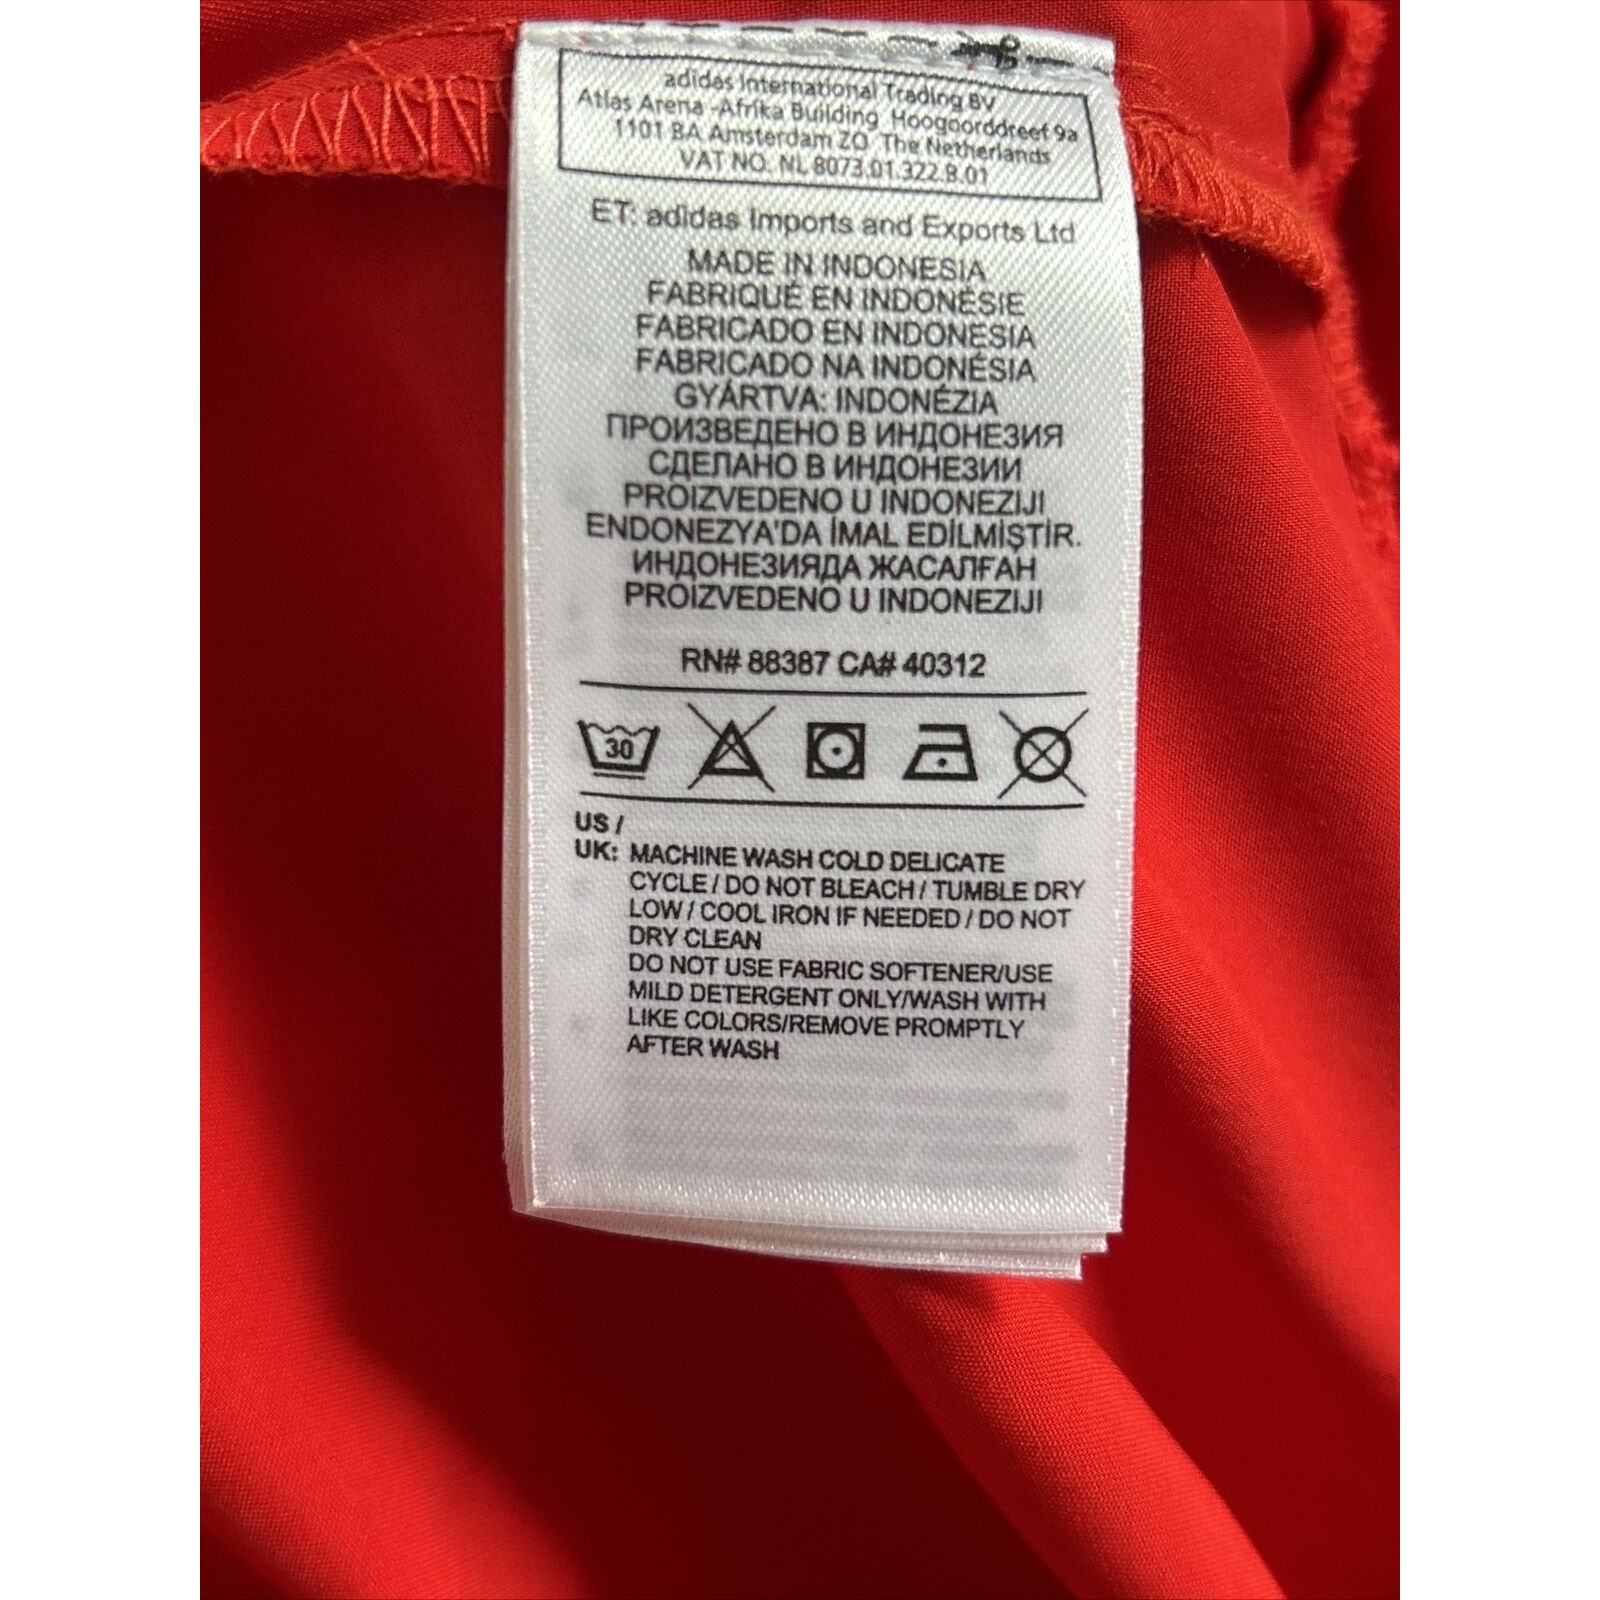 adidas International Trading BV
Atlas Arena -Afrika Building Hoogoorddreef 9a
1101 BA Amsterdam ZO The Netherlands
VAT NO. NL 8073.01.322.B.01
ET: adidas Imports and Exports Ltd
MADE IN INDONESIA
FABRIQUÉ EN INDONÉSIE
FABRICADO EN INDONESIA
FABRICADO NA INDONÉSIA
GYÁRTVA: INDONÉZIA
ПРОИЗВЕДЕНО В ИНДОНЕЗИЯ
СДЕЛАНО В ИНДОНЕЗИИ
PROIZVEDENO U INDONEZIJI
ENDONEZYA'DA İMAL EDİLMİŞTİR.
ИНДОНЕЗИЯДА ЖАСАЛҒАН
PROIZVEDENO U INDONEZIJI
RN# 88387 CA# 40312
30
US /
UK: MACHINE WASH COLD DELICATE
CYCLE / DO NOT BLEACH / TUMBLE DRY
LOW / COOL IRON IF NEEDED / DO NOT
DRY CLEAN
DO NOT USE FABRIC SOFTENER/USE
MILD DETERGENT ONLY/WASH WITH
LIKE COLORS/REMOVE PROMPTLY
AFTER WASH